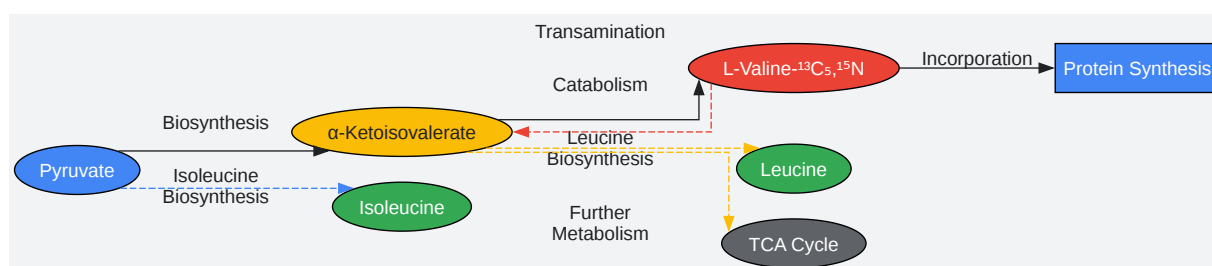 Transamination
L-Valine-¹³C₅,¹⁵N
Incorporation
Protein Synthesis
Catabolism
Biosynthesis
α-Ketoisovalerate
Leucine
Biosynthesis
Pyruvate
Isoleucine
Biosynthesis
Leucine
Isoleucine
Further
Metabolism
TCA Cycle